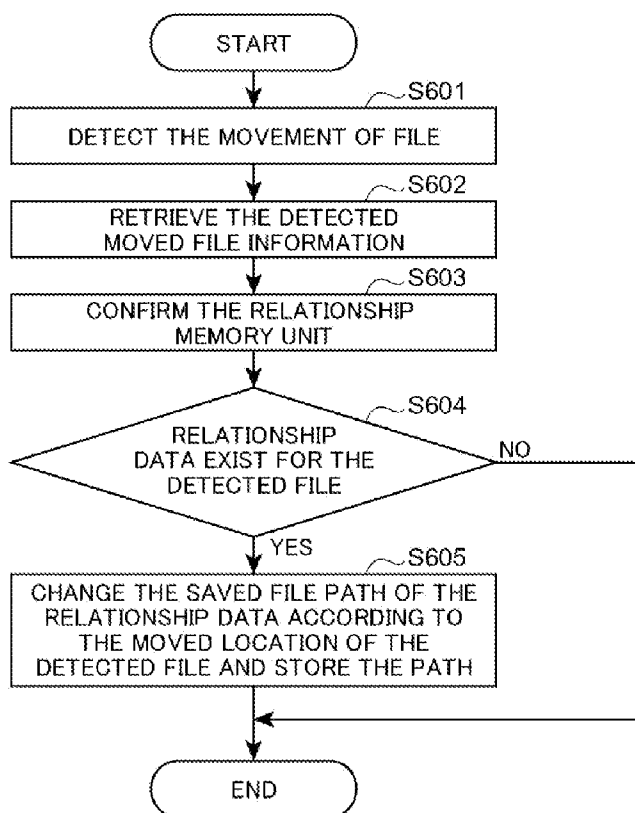 START
S601
DETECT THE MOVEMENT OF FILE
S602
RETRIEVE THE DETECTED
MOVED FILE INFORMATION
S603
CONFIRM THE RELATIONSHIP
MEMORY UNIT
S604
RELATIONSHIP
DATA EXIST FOR THE
DETECTED FILE
NO
YES
S605
CHANGE THE SAVED FILE PATH OF THE
RELATIONSHIP DATA ACCORDING TO
THE MOVED LOCATION OF THE
DETECTED FILE AND STORE THE PATH
END